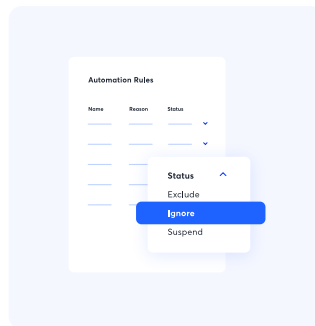 Automation Rules
Name Reason Status
Status
Exclude
Ignore
Suspend